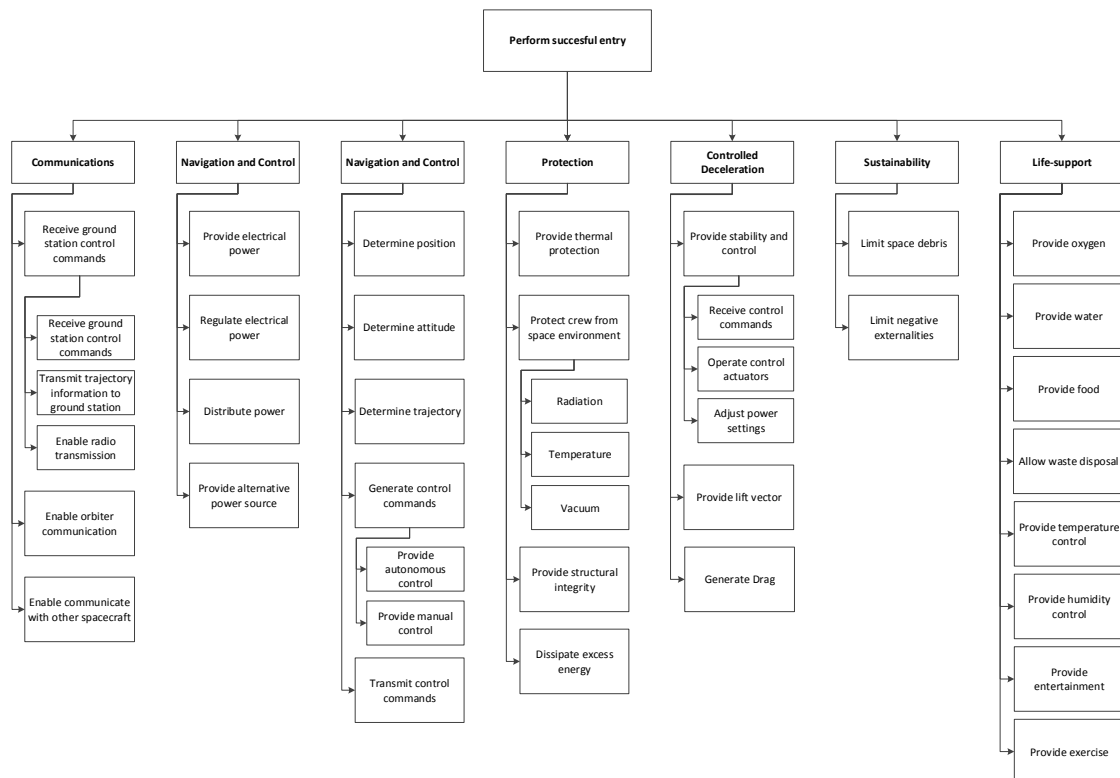 Perform succesful entry
Communications
Navigation and Control
Navigation and Control
Protection
Controlled
Deceleration
Sustainability
Life-support
Receive ground
station control
commands
Receive ground
station control
commands
Transmit trajectory
information to
ground station
Enable radio
transmission
Enable orbiter
communication
Enable communicate
with other spacecraft
Provide electrical
power
Regulate electrical
power
Distribute power
Provide alternative
power source
Determine position
Determine attitude
Determine trajectory
Generate control
commands
Provide
autonomous
control
Provide manual
control
Transmit control
commands
Provide thermal
protection
Protect crew from
space environment
Radiation
Temperature
Vacuum
Provide structural
integrity
Dissipate excess
energy
Provide stability and
control
Receive control
commands
Operate control
actuators
Adjust power
settings
Provide lift vector
Generate Drag
Limit space debris
Limit negative
externalities
Provide oxygen
Provide water
Provide food
Allow waste disposal
Provide temperature
control
Provide humidity
control
Provide
entertainment
Provide exercise